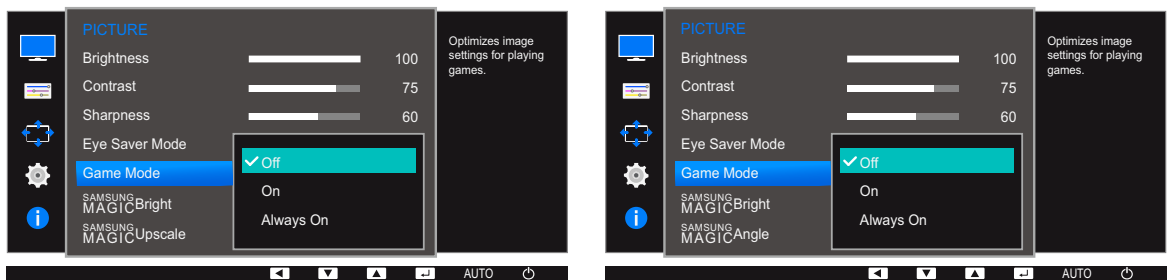 PICTURE
Brightness 100
Contrast 75
Sharpness 60
Eye Saver Mode
Game Mode
SAMSUNG
MAGICBright
SAMSUNG
MAGICUpscale
Off
On
Always On
Optimizes image
settings for playing
games.
AUTO
PICTURE
Brightness 100
Contrast 75
Sharpness 60
Eye Saver Mode
Game Mode
SAMSUNG
MAGICBright
SAMSUNG
MAGICAngle
Off
On
Always On
Optimizes image
settings for playing
games.
AUTO